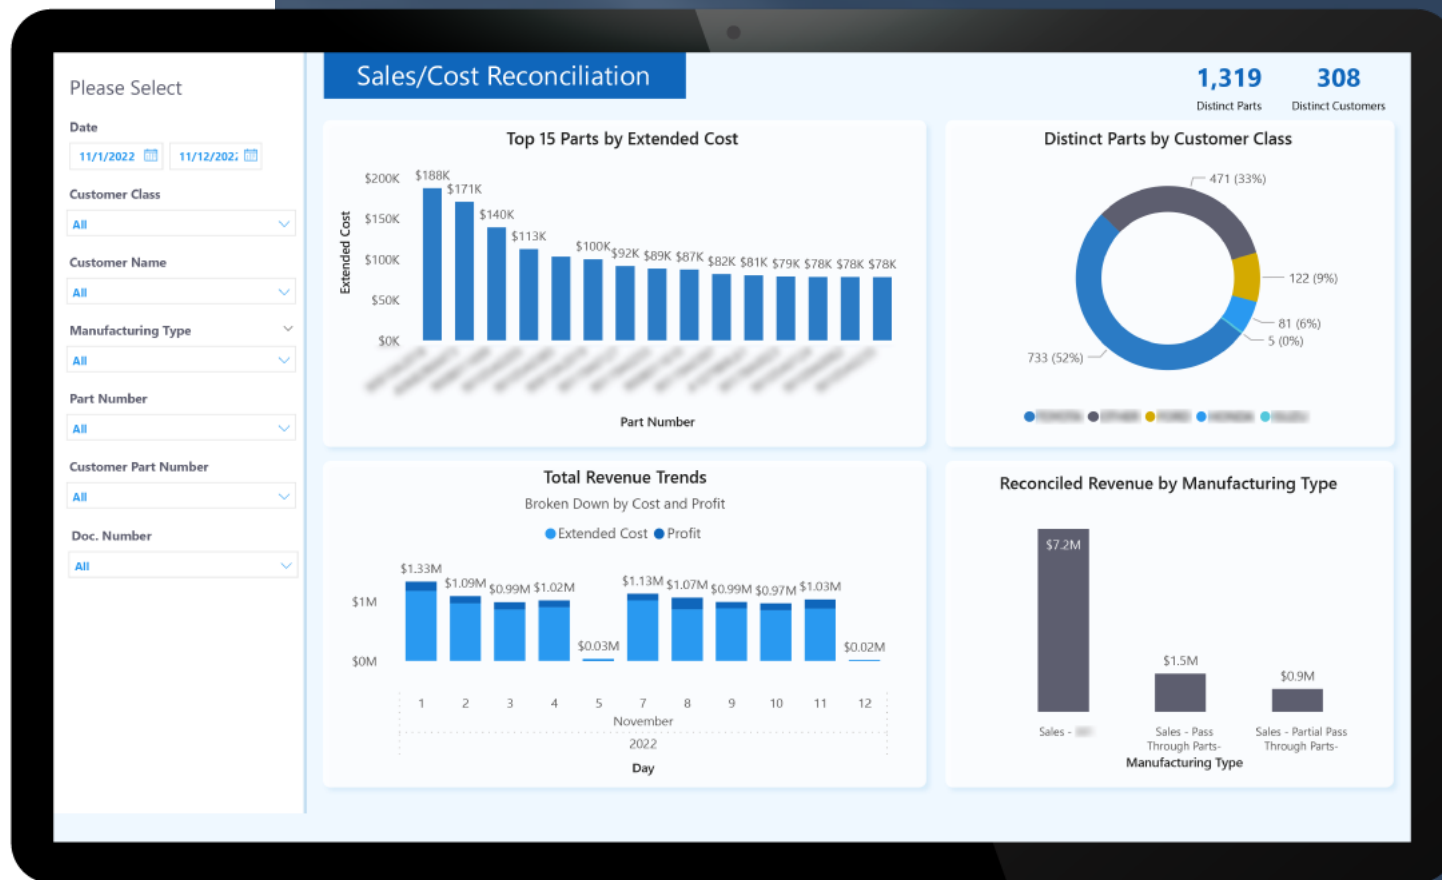 Please Select
Date
11/1/2022
11/12/202
Customer Class
All
Customer Name
All
Manufacturing Type
All
Part Number
All
Customer Part Number
All
Doc. Number
All
Sales/Cost Reconciliation
1,319
Distinct Parts
308
Distinct Customers
Top 15 Parts by Extended Cost
Extended Cost
$200K
$150K
$100K
$50K
$0K
$188K
$171K
$140K
$113K
$100K
$92K
$89K
$87K
$82K
$81K
$79K
$78K
$78K
$78K
Part Number
Distinct Parts by Customer Class
471 (33%)
122 (9%)
81 (6%)
5 (0%)
733 (52%)
Total Revenue Trends
Broken Down by Cost and Profit
Extended Cost
Profit
$1M
$0M
$1.33M
$1.09M
$0.99M
$1.02M
$0.03M
$1.13M
$1.07M
$0.99M
$0.97M
$1.03M
$0.02M
1 2 3 4 5 7 8 9 10 11 12
November
2022
Day
Reconciled Revenue by Manufacturing Type
$7.2M
$1.5M
$0.9M
Sales -
Sales - Pass
Through Parts-
Sales - Partial Pass
Through Parts-
Manufacturing Type